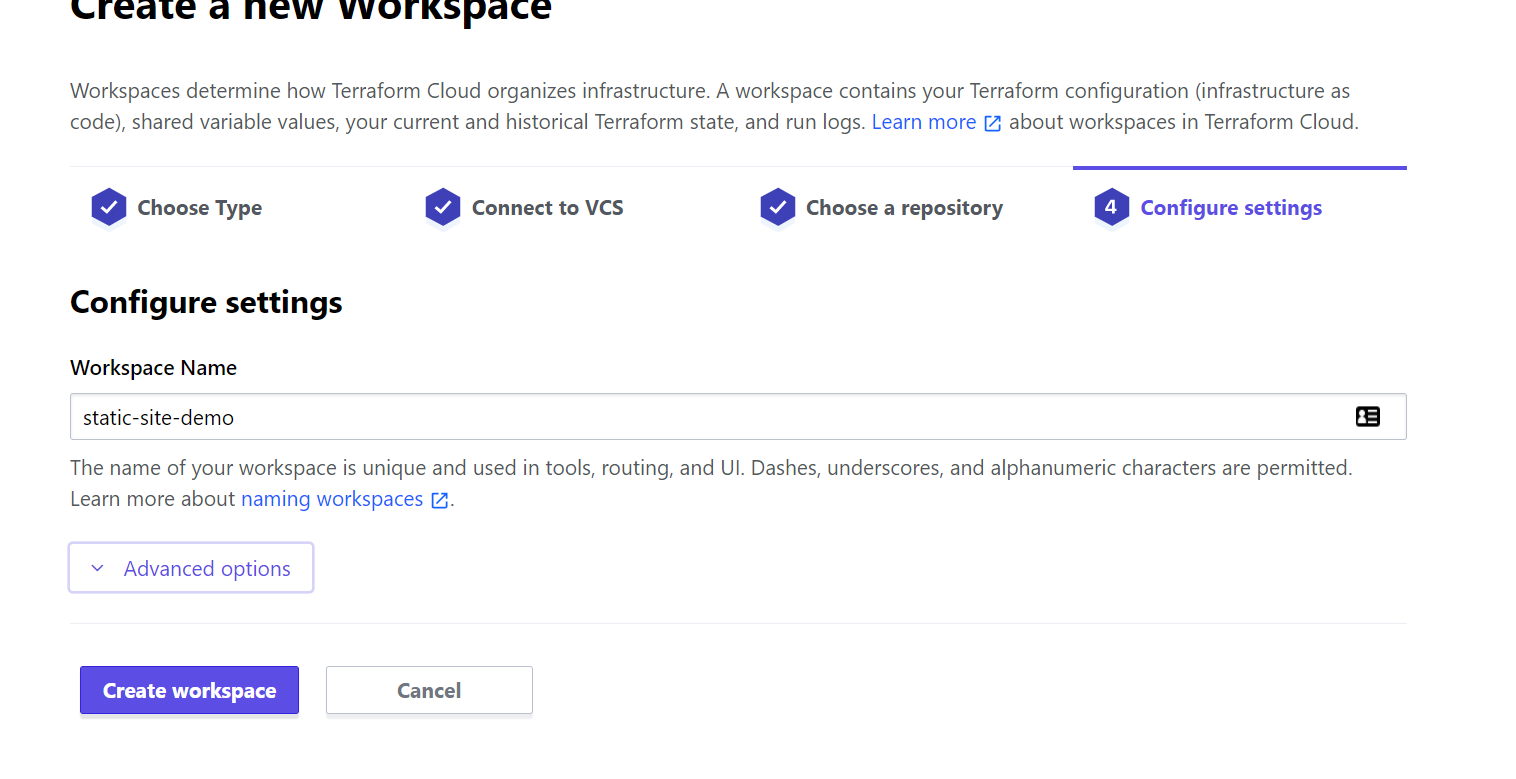 Create a new Workspace
Workspaces determine how Terraform Cloud organizes infrastructure. A workspace contains your Terraform configuration (infrastructure as
code), shared variable values, your current and historical Terraform state, and run logs. Learn more about workspaces in Terraform Cloud.
Choose Type
Connect to VCS
Choose a repository
4 Configure settings
Configure settings
Workspace Name
static-site-demo
The name of your workspace is unique and used in tools, routing, and UI. Dashes, underscores, and alphanumeric characters are permitted.
Learn more about naming workspaces .
Advanced options
Create workspace
Cancel